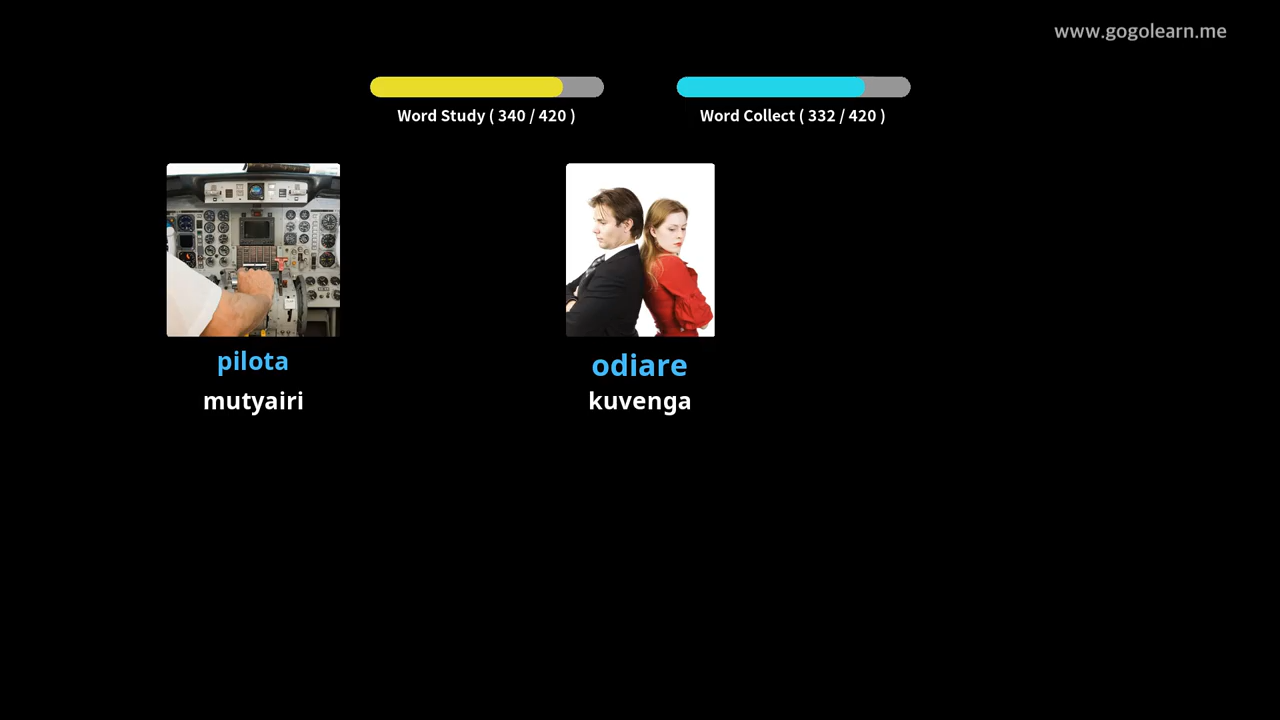 www.gogolearn.me
Word Study ( 340 / 420 )
Word Collect ( 332 / 420 )
pilota
mutyairi
odiare
kuvenga